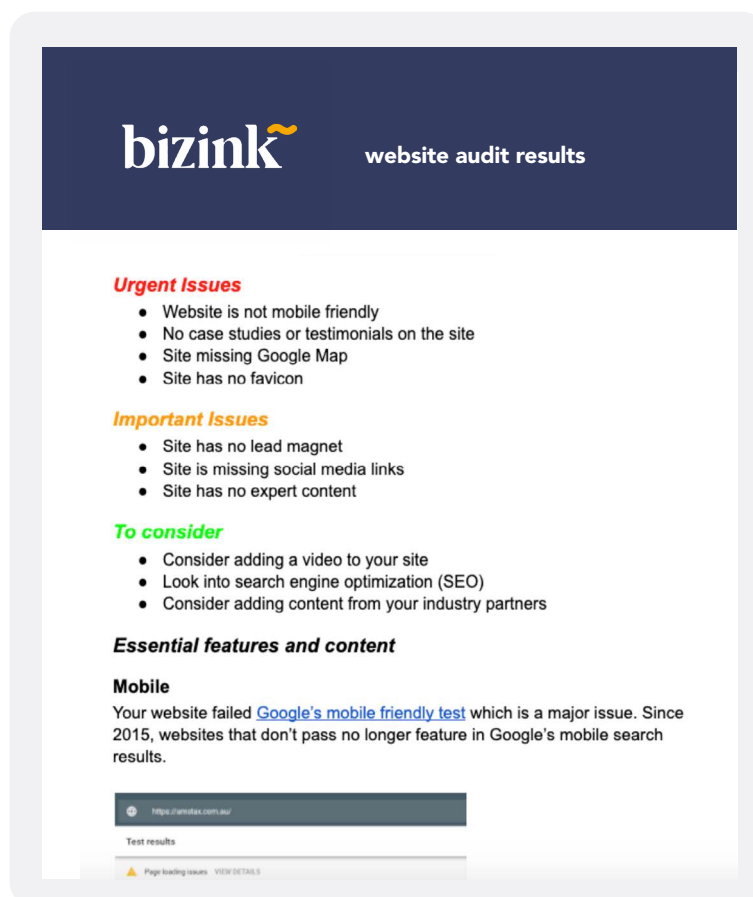 bizink
website audit results
Urgent Issues
● Website is not mobile friendly
● No case studies or testimonials on the site
● Site missing Google Map
● Site has no favicon
Important Issues
● Site has no lead magnet
● Site is missing social media links
● Site has no expert content
To consider
● Consider adding a video to your site
● Look into search engine optimization (SEO)
● Consider adding content from your industry partners
Essential features and content
Mobile
Your website failed Google's mobile friendly test which is a major issue. Since
2015, websites that don't pass no longer feature in Google's mobile search
results.
Test results
Page loading issues VIEW DETAILS